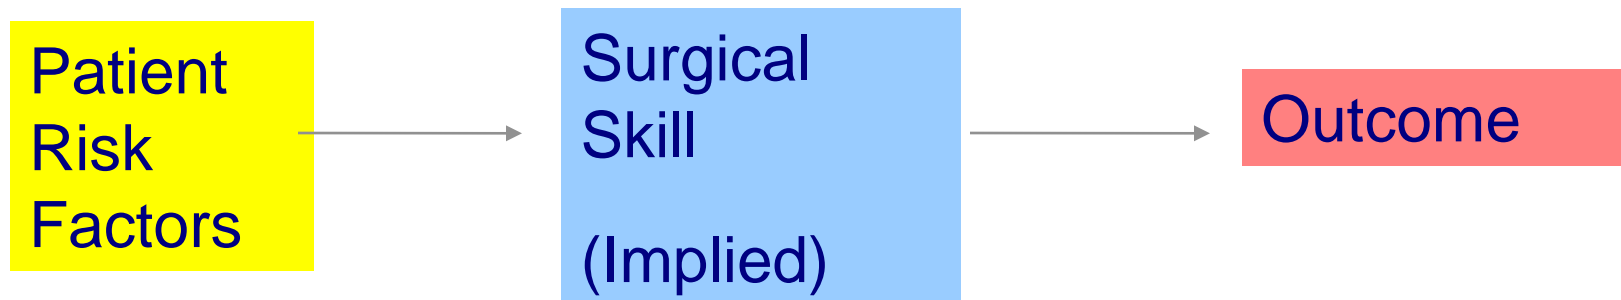 Patient
Risk
Factors
Surgical
Skill
(Implied)
Outcome